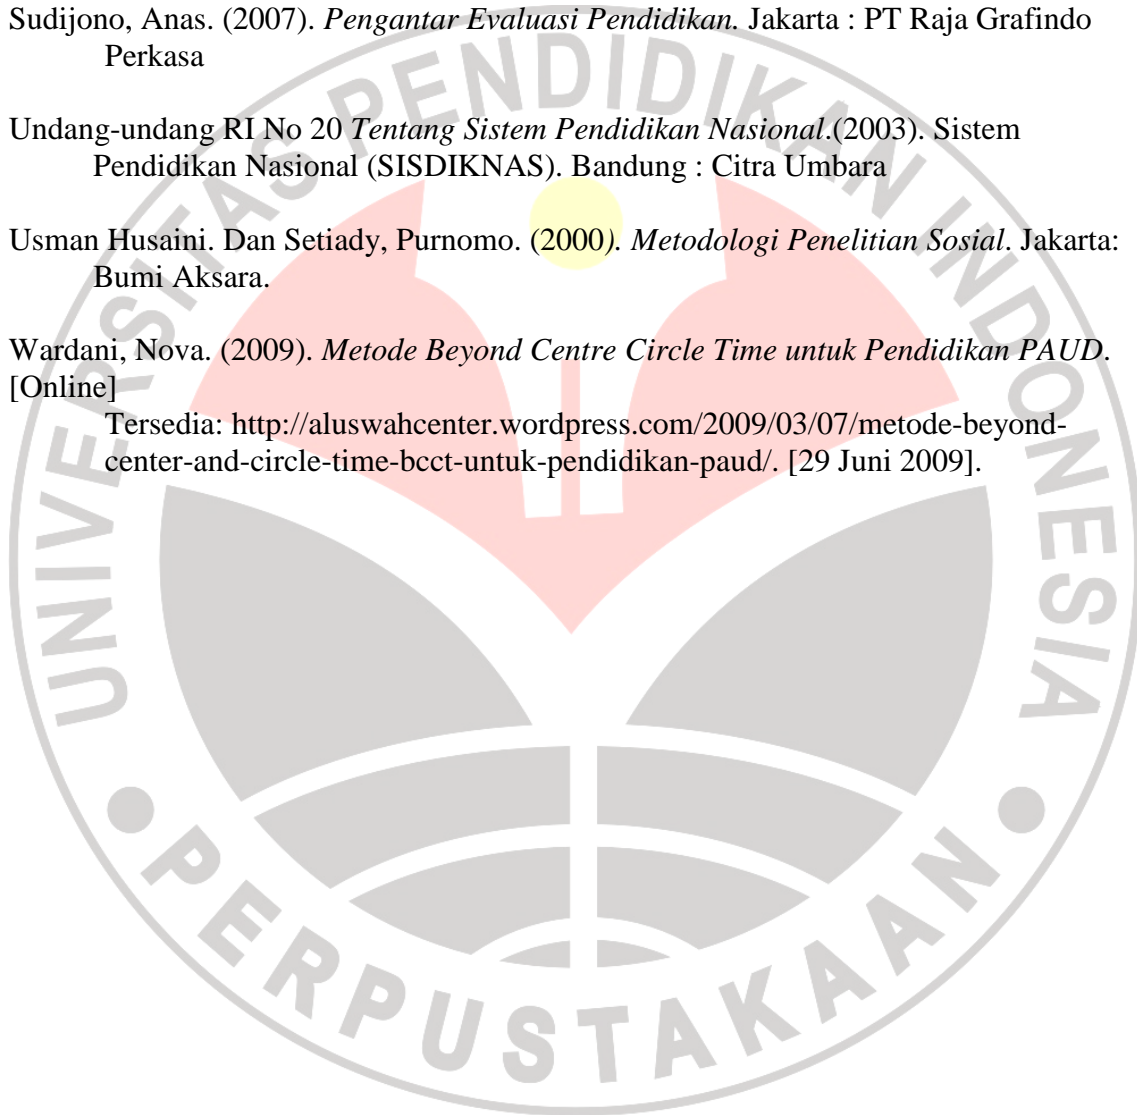 Sudijono, Anas. (2007). Pengantar Evaluasi Pendidikan. Jakarta : PT Raja Grafindo
Perkasa
Undang-undang RI No 20 Tentang Sistem Pendidikan Nasional.(2003). Sistem
Pendidikan Nasional (SISDIKNAS). Bandung : Citra Umbara
Usman Husaini. Dan Setiady, Purnomo. (2000). Metodologi Penelitian Sosial. Jakarta:
Bumi Aksara.
Wardani, Nova. (2009). Metode Beyond Centre Circle Time untuk Pendidikan PAUD.
[Online]
Tersedia: http://aluswahcenter.wordpress.com/2009/03/07/metode-beyond-
center-and-circle-time-bcct-untuk-pendidikan-paud/. [29 Juni 2009].
UNIVERSITAS PENDIDIKAN INDONESIA
PERPUSTAKAAN